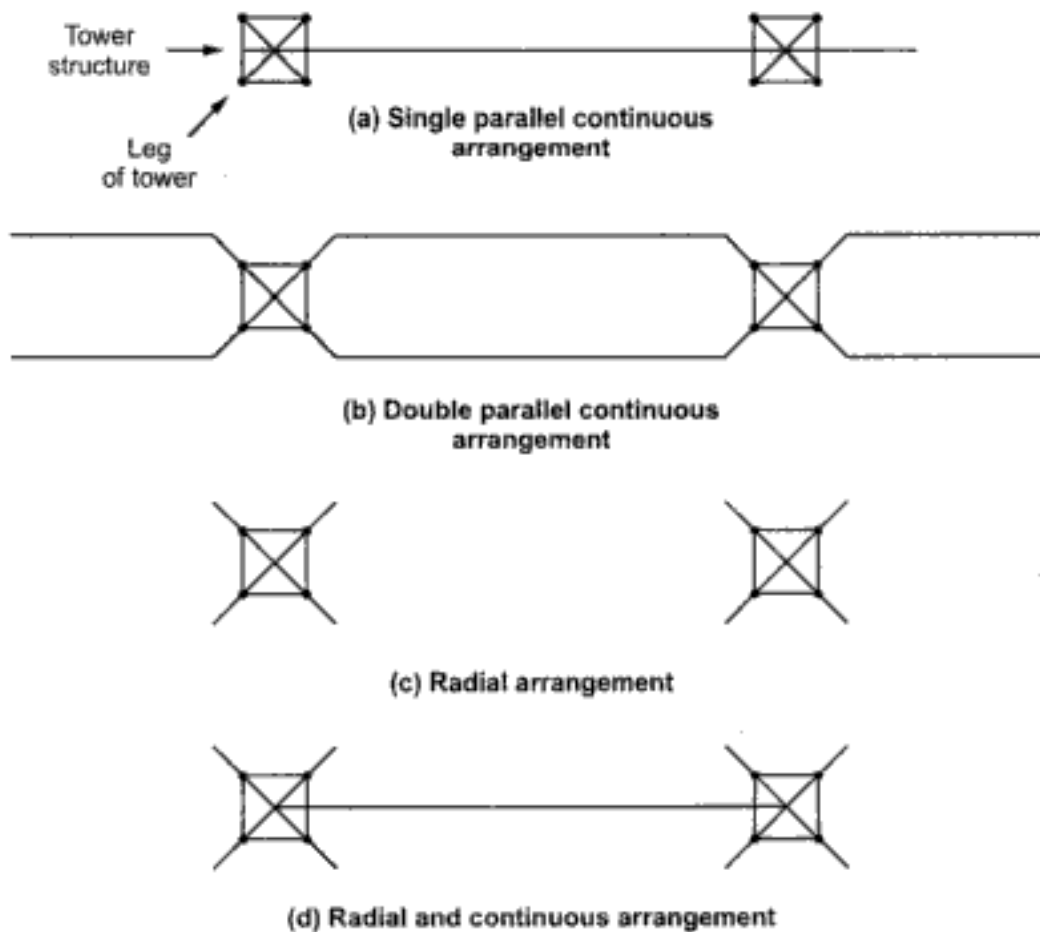 Tower
structure
Leg
of tower
(a) Single parallel continuous
arrangement
(b) Double parallel continuous
arrangement
(c) Radial arrangement
(d) Radial and continuous arrangement